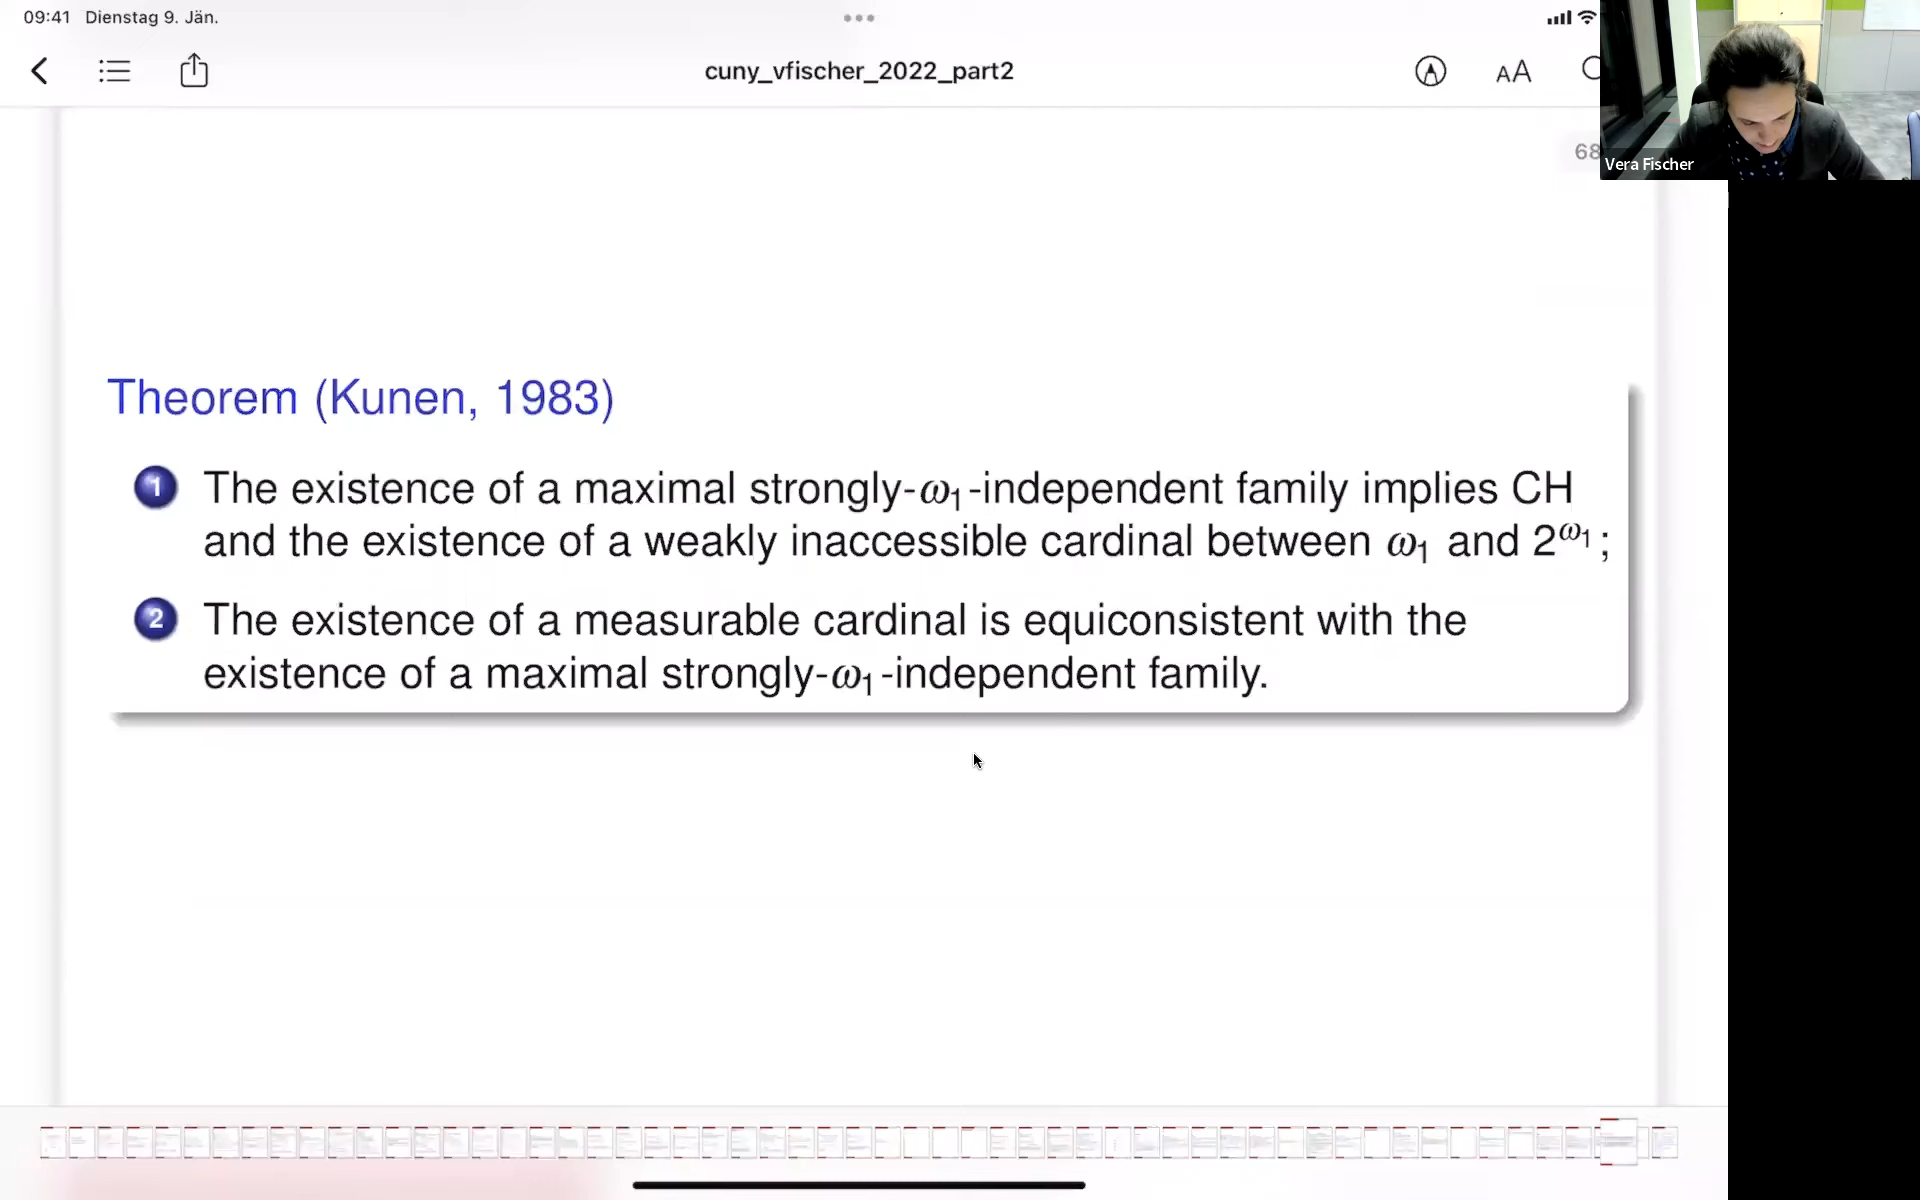 09:41 Dienstag 9. Jän.
cuny_vfischer_2022_part2
AA
68
Vera Fischer
Theorem (Kunen, 1983)
1 The existence of a maximal strongly-ω₁-independent family implies CH
and the existence of a weakly inaccessible cardinal between ω₁ and 2^ω₁;
2 The existence of a measurable cardinal is equiconsistent with the
existence of a maximal strongly-ω₁-independent family.